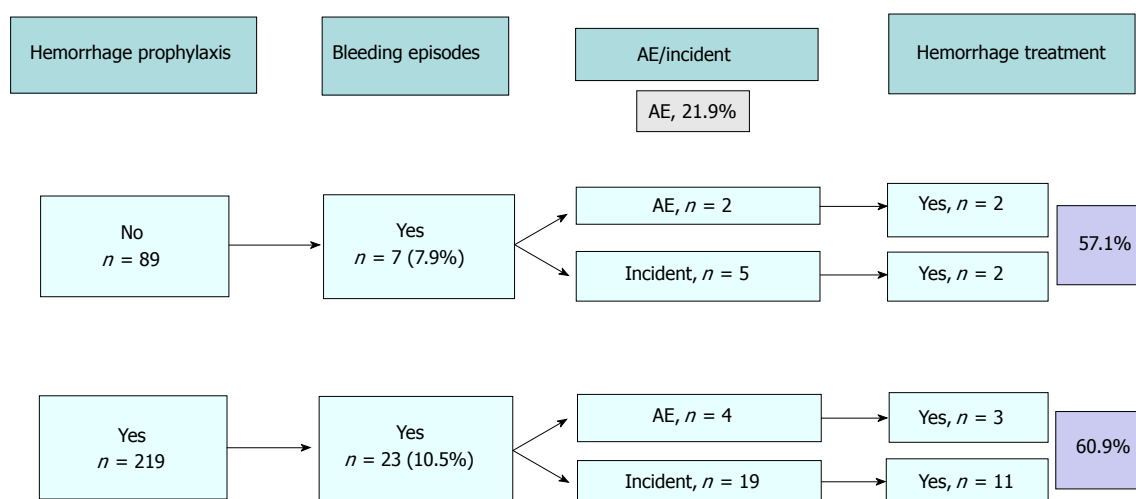 Hemorrhage prophylaxis
Bleeding episodes
AE/incident
Hemorrhage treatment
AE, 21.9%
No
n = 89
Yes
n = 7 (7.9%)
AE, n = 2
Incident, n = 5
Yes, n = 2
Yes, n = 2
57.1%
Yes
n = 219
Yes
n = 23 (10.5%)
AE, n = 4
Incident, n = 19
Yes, n = 3
Yes, n = 11
60.9%